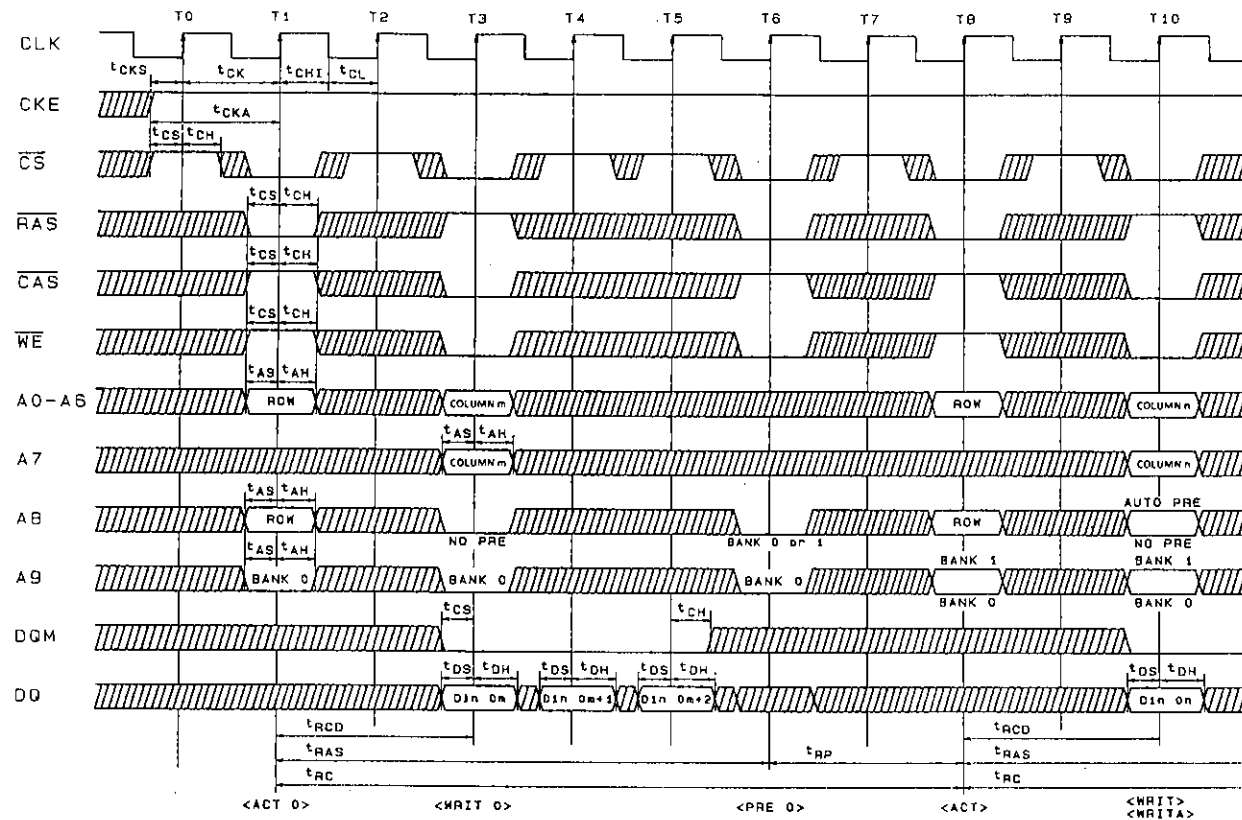 T0 T1 T2 T3 T4 T5 T6 T7 T8 T9 T10
CLK
tCKS tCK tCHI tCL
CKE
tCKA
tCS tCH
CS
tCS tCH
RAS
tCS tCH
CAS
tCS tCH
WE
tAS tAH
A0-A6 ROW COLUMN m ROW COLUMN n
tAS tAH
A7 COLUMN m COLUMN n
tAS tAH AUTO PRE
A8 ROW ROW
NO PRE BANK 0 or 1 NO PRE
tAS tAH BANK 1 BANK 1
A9 BANK 0 BANK 0 BANK 0
BANK 0 BANK 0
tCS tCH
DQM
tDS tDH tDS tDH tDS tDH tDS tDH
DQ Din 0m Din 0m+1 Din 0m+2 Din 0n
tRCD tRCD
tRAS tRP tRAS
tRC tRC
<ACT 0> <WRIT 0> <PRE 0> <ACT> <WRIT>
<WRITA>